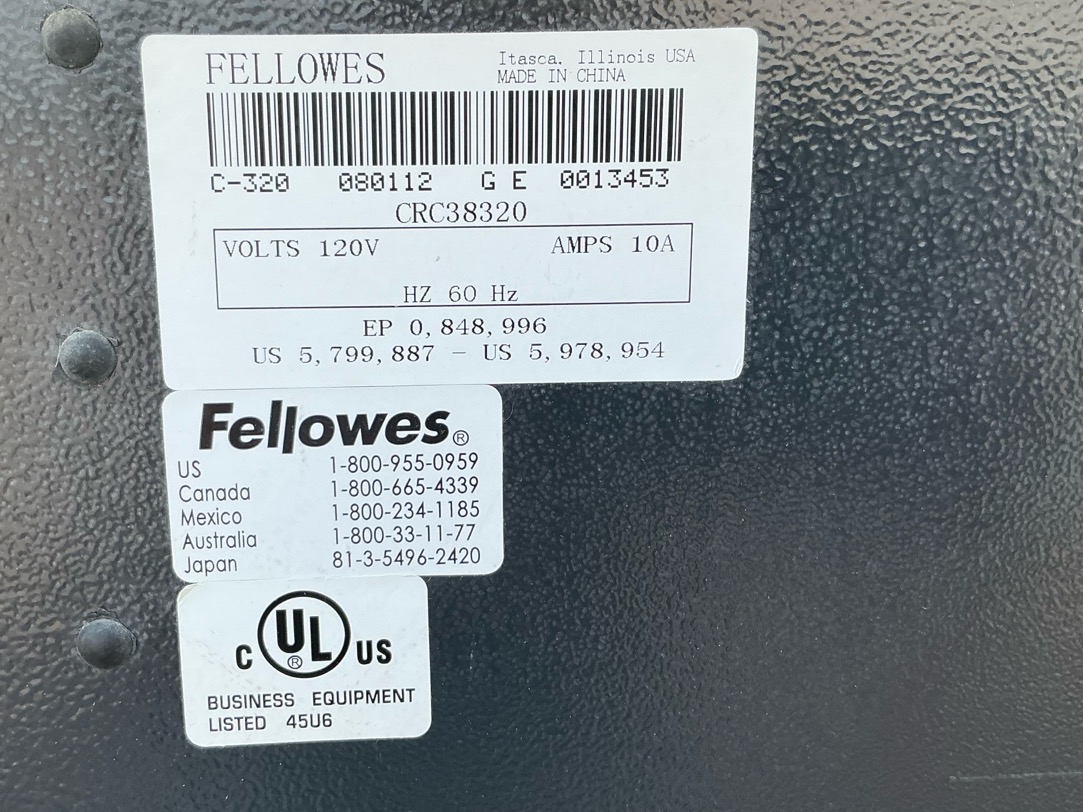 FELLOWES
Itasca, Illinois USA
MADE IN CHINA
C-320 080112 G E 0013453
CRC38320
VOLTS 120V AMPS 10A
HZ 60 Hz
EP 0,848,996
US 5,799,887 - US 5,978,954
Fellowes®
US 1-800-955-0959
Canada 1-800-665-4339
Mexico 1-800-234-1185
Australia 1-800-33-11-77
Japan 81-3-5496-2420
C UL® US
BUSINESS EQUIPMENT
LISTED 45U6